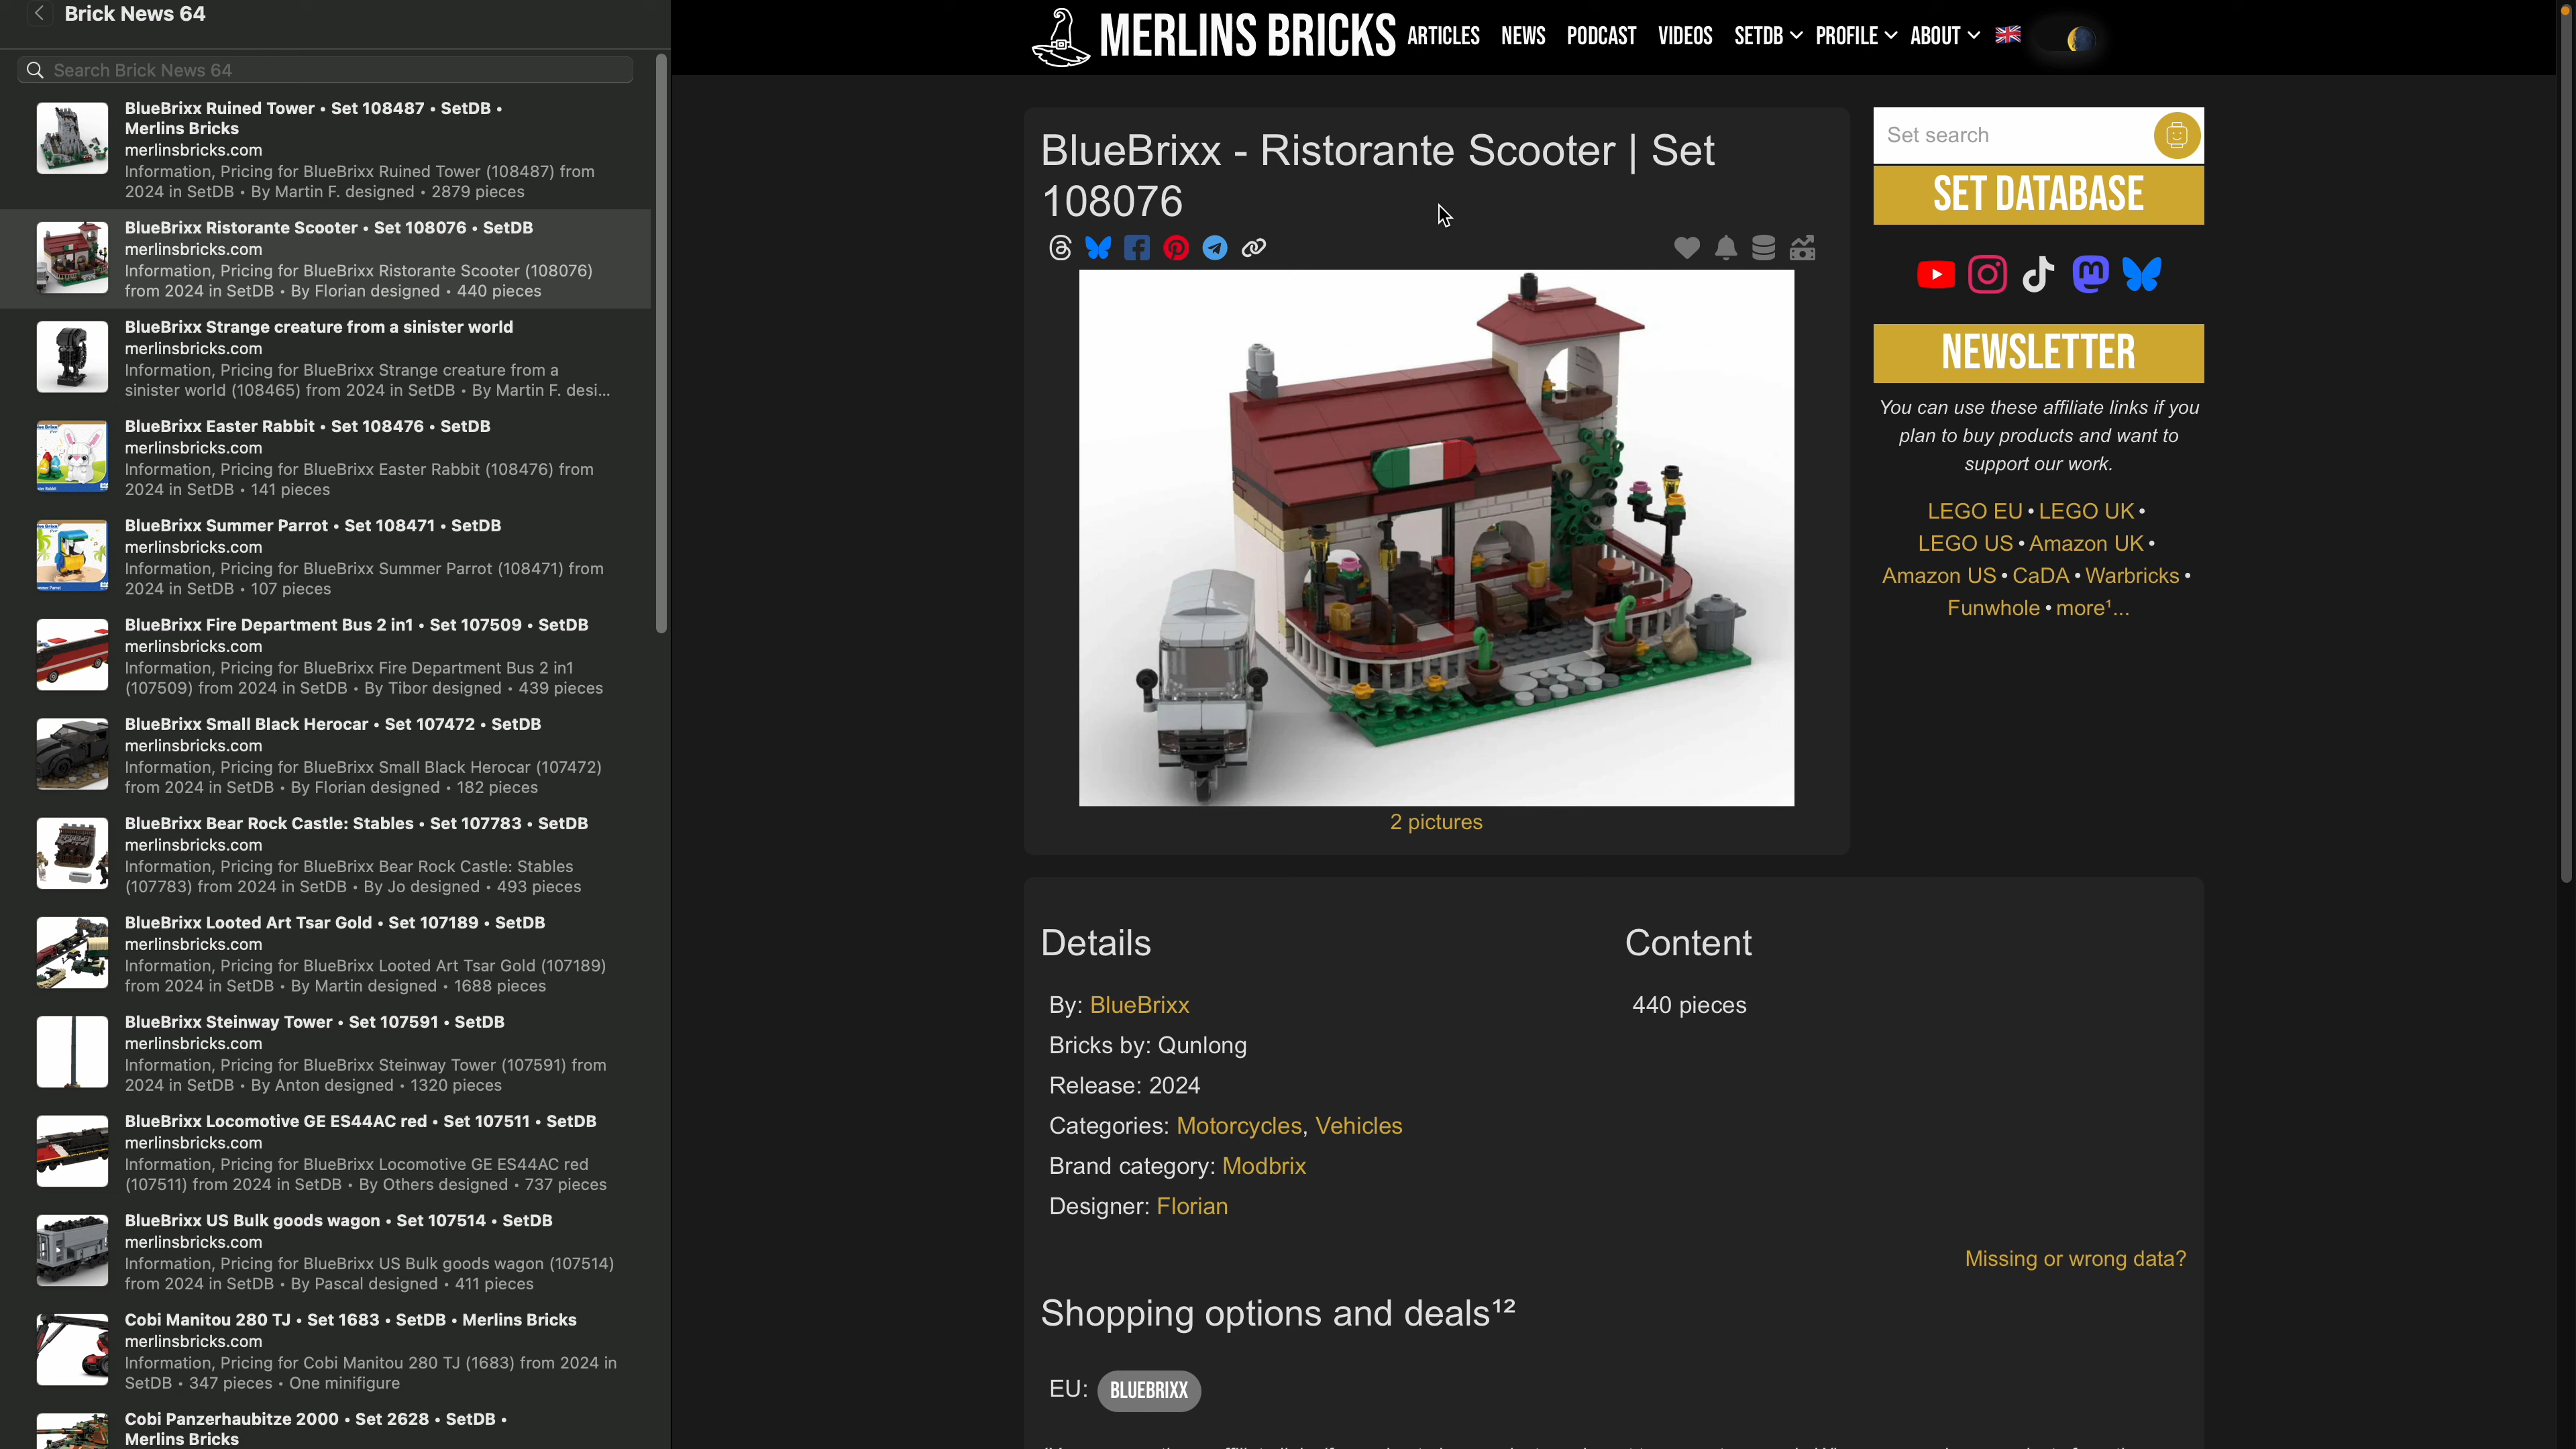 Brick News 64
Search Brick News 64
BlueBrixx Ruined Tower • Set 108487 • SetDB •
Merlins Bricks
merlinsbricks.com
Information, Pricing for BlueBrixx Ruined Tower (108487) from
2024 in SetDB • By Martin F. designed • 2879 pieces
BlueBrixx Ristorante Scooter • Set 108076 • SetDB
merlinsbricks.com
Information, Pricing for BlueBrixx Ristorante Scooter (108076)
from 2024 in SetDB • By Florian designed • 440 pieces
BlueBrixx Strange creature from a sinister world
merlinsbricks.com
Information, Pricing for BlueBrixx Strange creature from a
sinister world (108465) from 2024 in SetDB • By Martin F. desi...
BlueBrixx Easter Rabbit • Set 108476 • SetDB
merlinsbricks.com
Information, Pricing for BlueBrixx Easter Rabbit (108476) from
2024 in SetDB • 141 pieces
BlueBrixx Summer Parrot • Set 108471 • SetDB
merlinsbricks.com
Information, Pricing for BlueBrixx Summer Parrot (108471) from
2024 in SetDB • 107 pieces
BlueBrixx Fire Department Bus 2 in1 • Set 107509 • SetDB
merlinsbricks.com
Information, Pricing for BlueBrixx Fire Department Bus 2 in1
(107509) from 2024 in SetDB • By Tibor designed • 439 pieces
BlueBrixx Small Black Herocar • Set 107472 • SetDB
merlinsbricks.com
Information, Pricing for BlueBrixx Small Black Herocar (107472)
from 2024 in SetDB • By Florian designed • 182 pieces
BlueBrixx Bear Rock Castle: Stables • Set 107783 • SetDB
merlinsbricks.com
Information, Pricing for BlueBrixx Bear Rock Castle: Stables
(107783) from 2024 in SetDB • By Jo designed • 493 pieces
BlueBrixx Looted Art Tsar Gold • Set 107189 • SetDB
merlinsbricks.com
Information, Pricing for BlueBrixx Looted Art Tsar Gold (107189)
from 2024 in SetDB • By Martin designed • 1688 pieces
BlueBrixx Steinway Tower • Set 107591 • SetDB
merlinsbricks.com
Information, Pricing for BlueBrixx Steinway Tower (107591) from
2024 in SetDB • By Anton designed • 1320 pieces
BlueBrixx Locomotive GE ES44AC red • Set 107511 • SetDB
merlinsbricks.com
Information, Pricing for BlueBrixx Locomotive GE ES44AC red
(107511) from 2024 in SetDB • By Others designed • 737 pieces
BlueBrixx US Bulk goods wagon • Set 107514 • SetDB
merlinsbricks.com
Information, Pricing for BlueBrixx US Bulk goods wagon (107514)
from 2024 in SetDB • By Pascal designed • 411 pieces
Cobi Manitou 280 TJ • Set 1683 • SetDB • Merlins Bricks
merlinsbricks.com
Information, Pricing for Cobi Manitou 280 TJ (1683) from 2024 in
SetDB • 347 pieces • One minifigure
Cobi Panzerhaubitze 2000 • Set 2628 • SetDB •
Merlins Bricks
MERLINS BRICKS
ARTICLES NEWS PODCAST VIDEOS SETDB PROFILE ABOUT
BlueBrixx - Ristorante Scooter | Set
108076
2 pictures
Set search
SET DATABASE
NEWSLETTER
You can use these affiliate links if you
plan to buy products and want to
support our work.
LEGO EU • LEGO UK •
LEGO US • Amazon UK •
Amazon US • CaDA • Warbricks •
Funwhole • more¹...
Details
By: BlueBrixx
Bricks by: Qunlong
Release: 2024
Categories: Motorcycles, Vehicles
Brand category: Modbrix
Designer: Florian
Content
440 pieces
Missing or wrong data?
Shopping options and deals¹²
EU: BLUEBRIXX